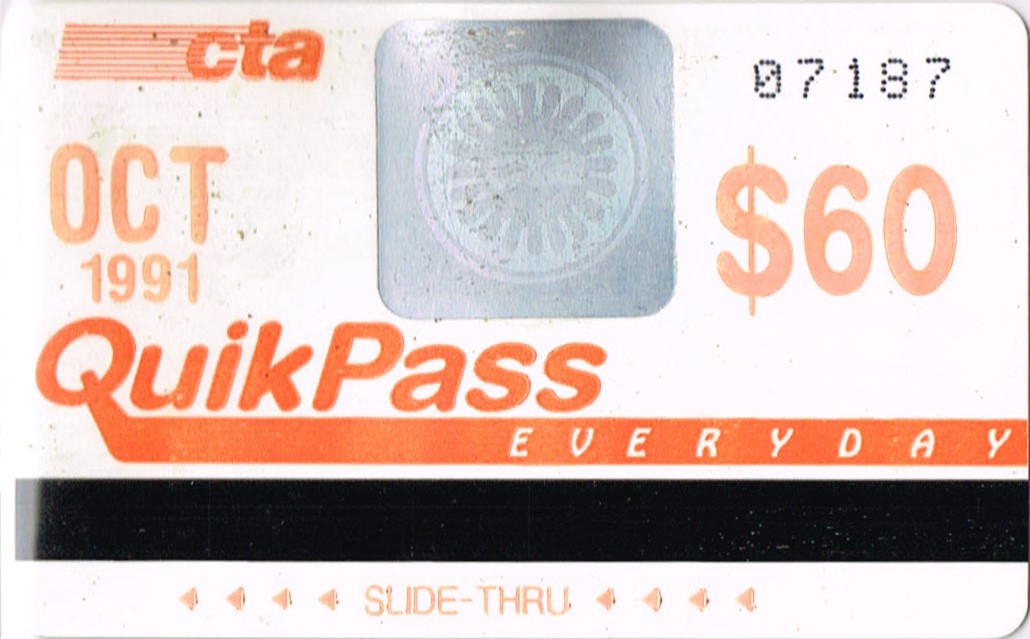 cta
07187
OCT
1991
$60
QuikPass
EVERYDAY
SLIDE-THRU